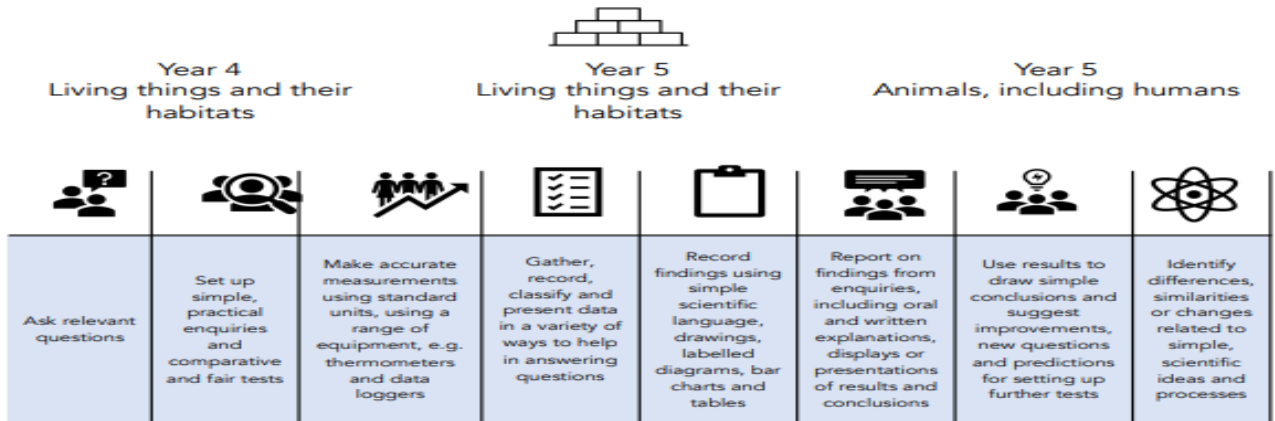 Year 4
Living things and their
habitats
Year 5
Living things and their
habitats
Year 5
Animals, including humans
?
Ask relevant
questions
Set up
simple,
practical
enquiries
and
comparative
and fair tests
Make accurate
measurements
using standard
units, using a
range of
equipment, e.g.
thermometers
and data
loggers
Gather,
record,
classify and
present data
in a variety of
ways to help
in answering
questions
Record
findings using
simple
scientific
language,
drawings,
labelled
diagrams, bar
charts and
tables
Report on
findings from
enquiries,
including oral
and written
explanations,
displays or
presentations
of results and
conclusions
Use results to
draw simple
conclusions and
suggest
improvements,
new questions
and predictions
for setting up
further tests
Identify
differences,
similarities
or changes
related to
simple,
scientific
ideas and
processes